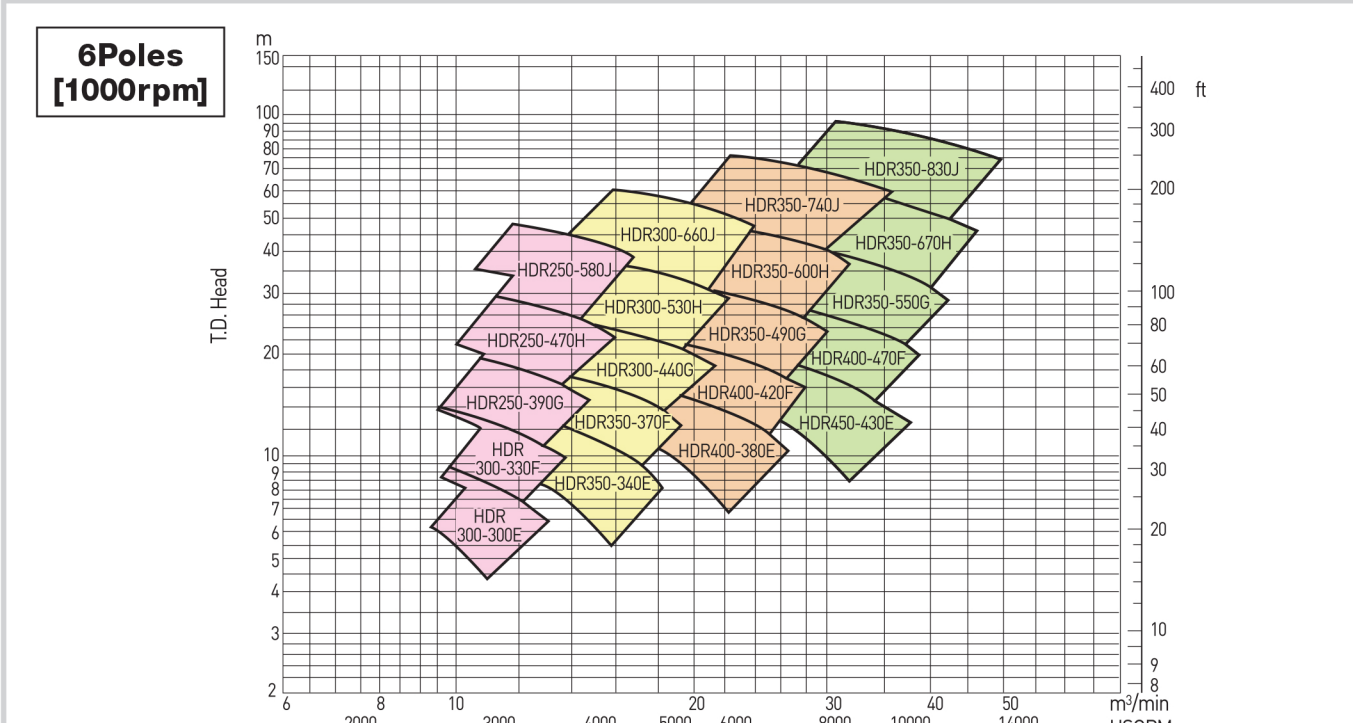 6Poles
[1000rpm]
m
150
100
90
80
70
60
50
40
30
20
10
9
8
7
6
5
4
3
2
T.D. Head
400 ft
300
200
100
80
60
50
40
30
20
10
9
8
HDR350-830J
HDR350-740J
HDR300-660J
HDR350-670H
HDR250-580J
HDR350-600H
HDR350-550G
HDR300-530H
HDR350-490G
HDR250-470H
HDR400-470F
HDR300-440G
HDR400-420F
HDR250-390G
HDR350-370F
HDR450-430E
HDR
300-330F
HDR400-380E
HDR350-340E
HDR
300-300E
6 8 10 20 30 40 50 m³/min
2000 3000 4000 5000 6000 8000 10000 14000
USGPM